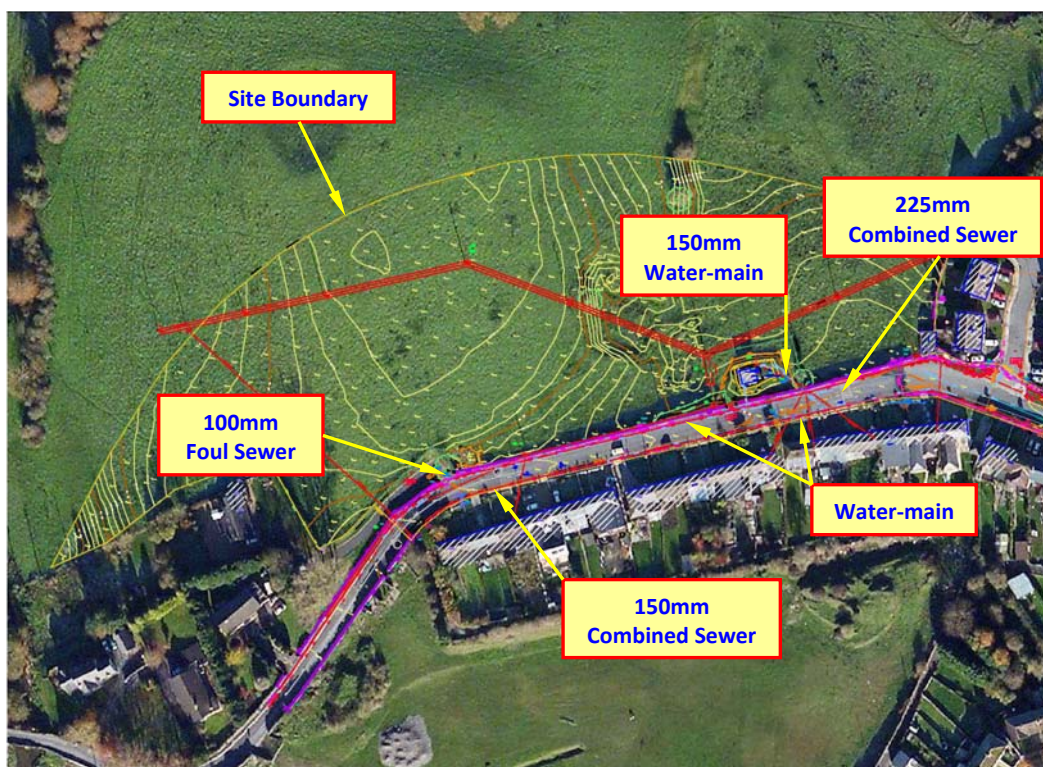 Site Boundary
225mm
Combined Sewer
150mm
Water-main
100mm
Foul Sewer
Water-main
150mm
Combined Sewer